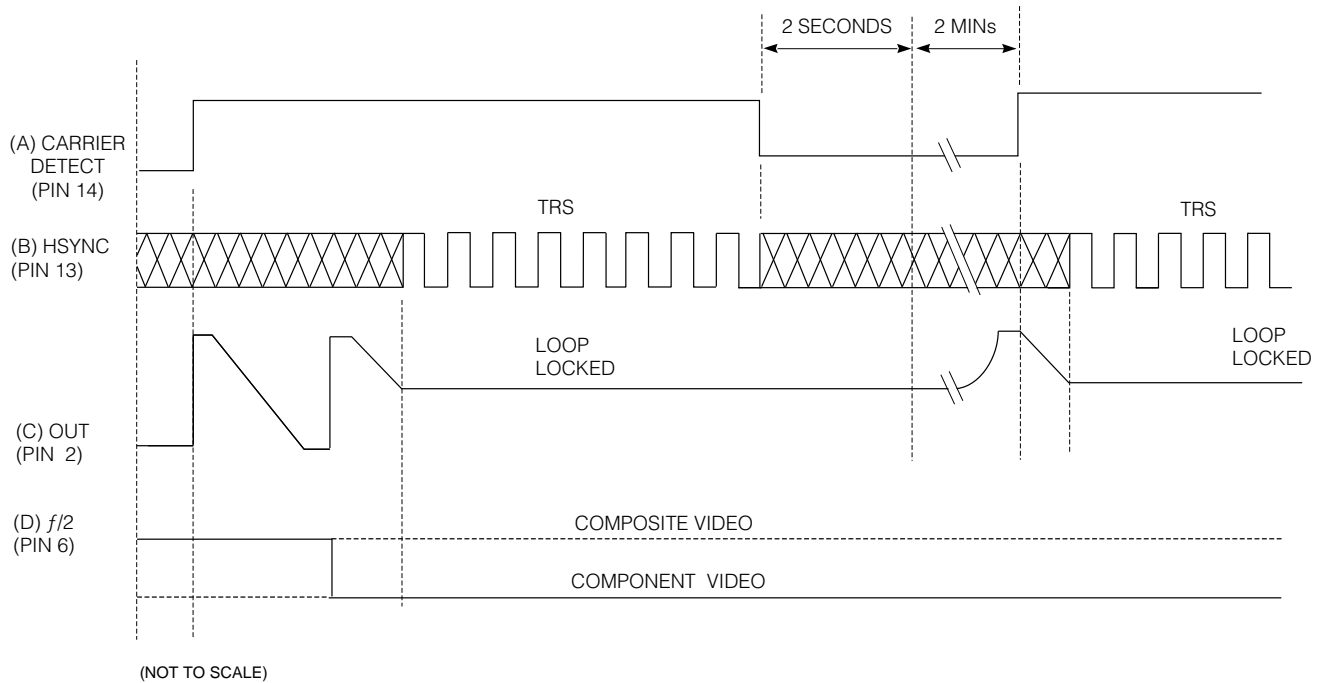 2 SECONDS
2 MINs
(A) CARRIER
DETECT
(PIN 14)
TRS
TRS
(B) HSYNC
(PIN 13)
LOOP
LOCKED
LOOP
LOCKED
(C) OUT
(PIN 2)
(D) ƒ/2
(PIN 6)
COMPOSITE VIDEO
COMPONENT VIDEO
(NOT TO SCALE)